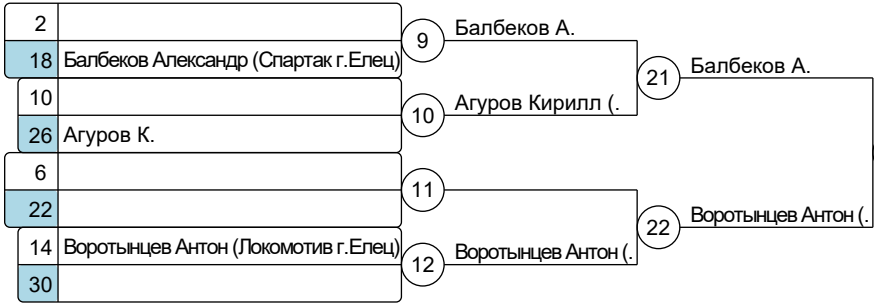 2
9
Балбеков А.
18 Балбеков Александр (Спартак г.Елец)
21
Балбеков А.
10
10
Агуров Кирилл (.
26 Агуров К.
6
11
22
22
Воротынцев Антон (.
14 Воротынцев Антон (Локомотив г.Елец)
12
Воротынцев Антон (.
30